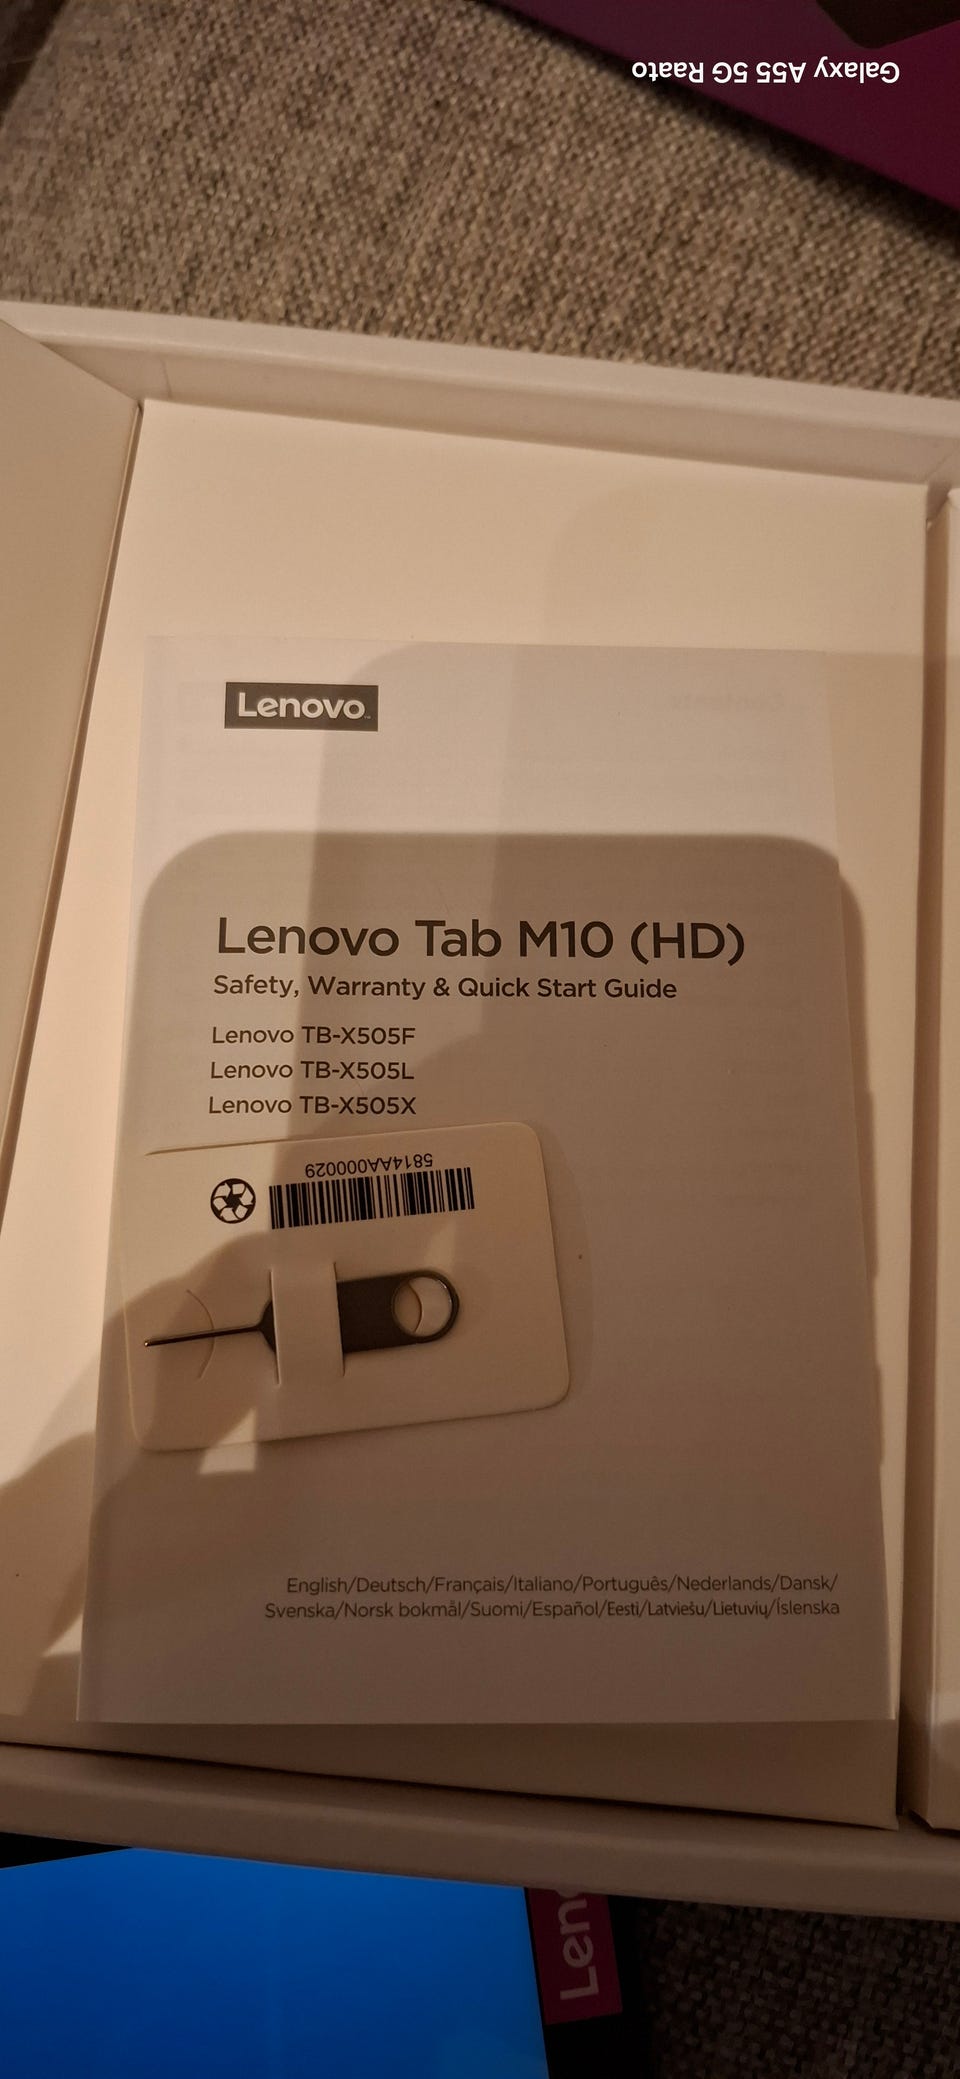 Galaxy A55 5G Raato
Lenovo
Lenovo Tab M10 (HD)
Safety, Warranty & Quick Start Guide
Lenovo TB-X505F
Lenovo TB-X505L
Lenovo TB-X505X
5814AA000029
English/Deutsch/Français/Italiano/Português/Nederlands/Dansk/
Svenska/Norsk bokmål/Suomi/Español/Eesti/Latviešu/Lietuvių/Íslenska
Leno